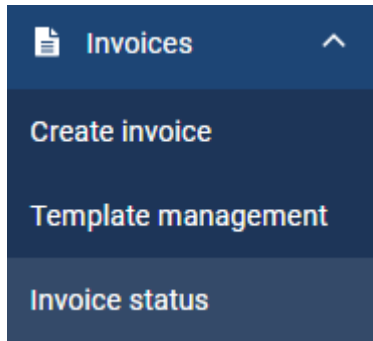 Invoices
Create invoice
Template management
Invoice status